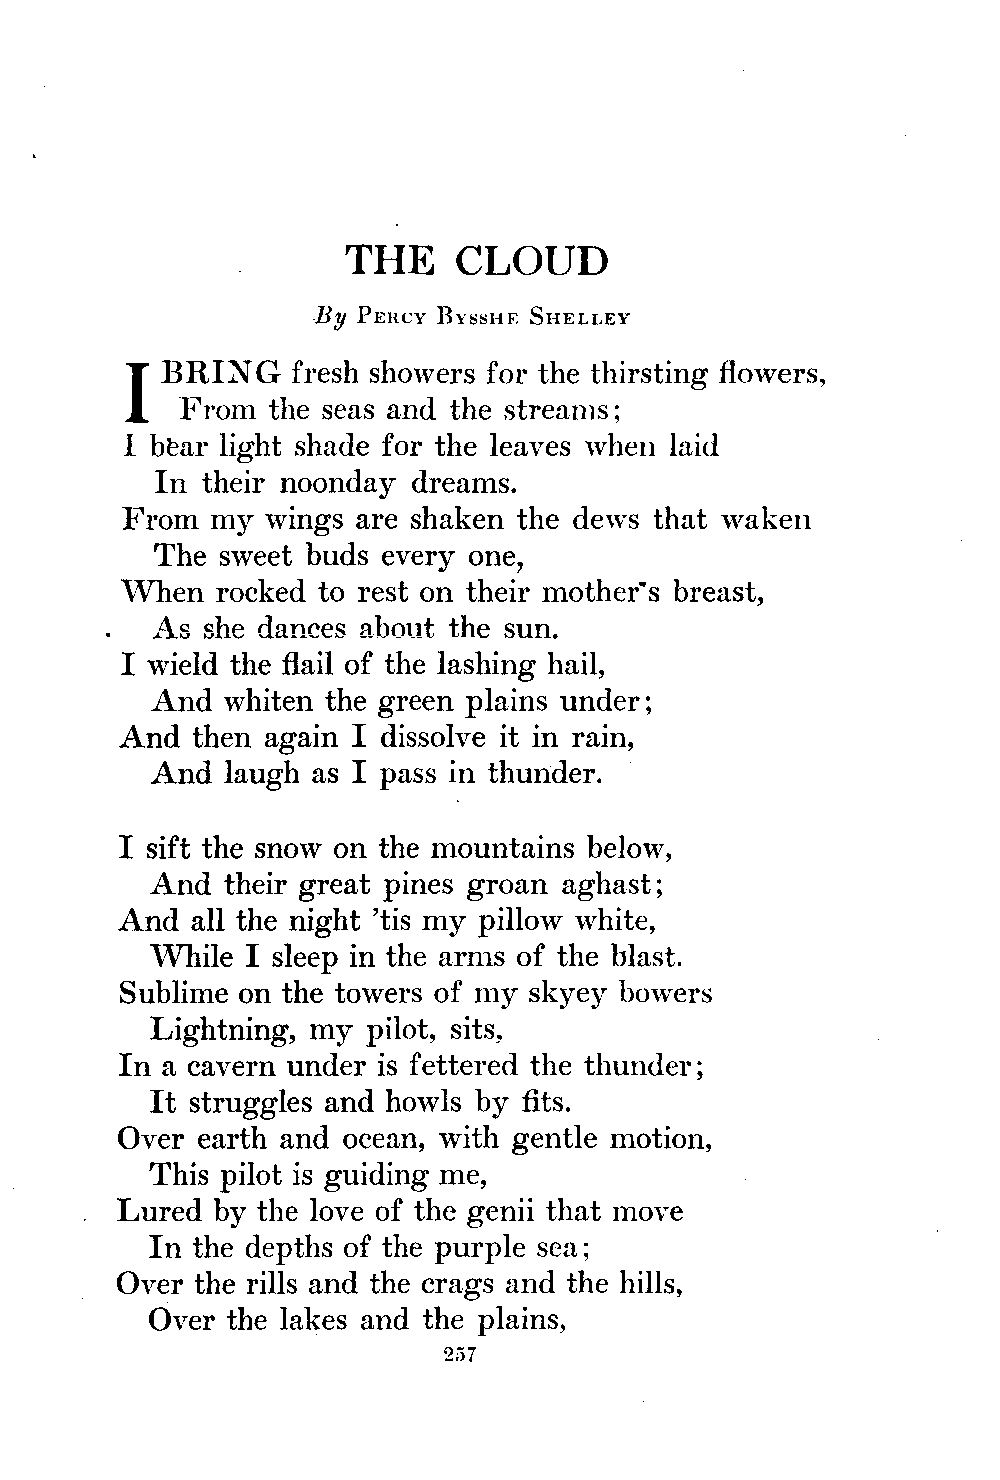 THE CLOUD
By PERCY BYSSHE SHELLEY
I BRING fresh showers for the thirsting flowers,
From the seas and the streams;
I bear light shade for the leaves when laid
In their noonday dreams.
From my wings are shaken the dews that waken
The sweet buds every one,
When rocked to rest on their mother's breast,
As she dances about the sun.
I wield the flail of the lashing hail,
And whiten the green plains under;
And then again I dissolve it in rain,
And laugh as I pass in thunder.
I sift the snow on the mountains below,
And their great pines groan aghast;
And all the night 'tis my pillow white,
While I sleep in the arms of the blast.
Sublime on the towers of my skyey bowers
Lightning, my pilot, sits,
In a cavern under is fettered the thunder;
It struggles and howls by fits.
Over earth and ocean, with gentle motion,
This pilot is guiding me,
Lured by the love of the genii that move
In the depths of the purple sea;
Over the rills and the crags and the hills,
Over the lakes and the plains,
257